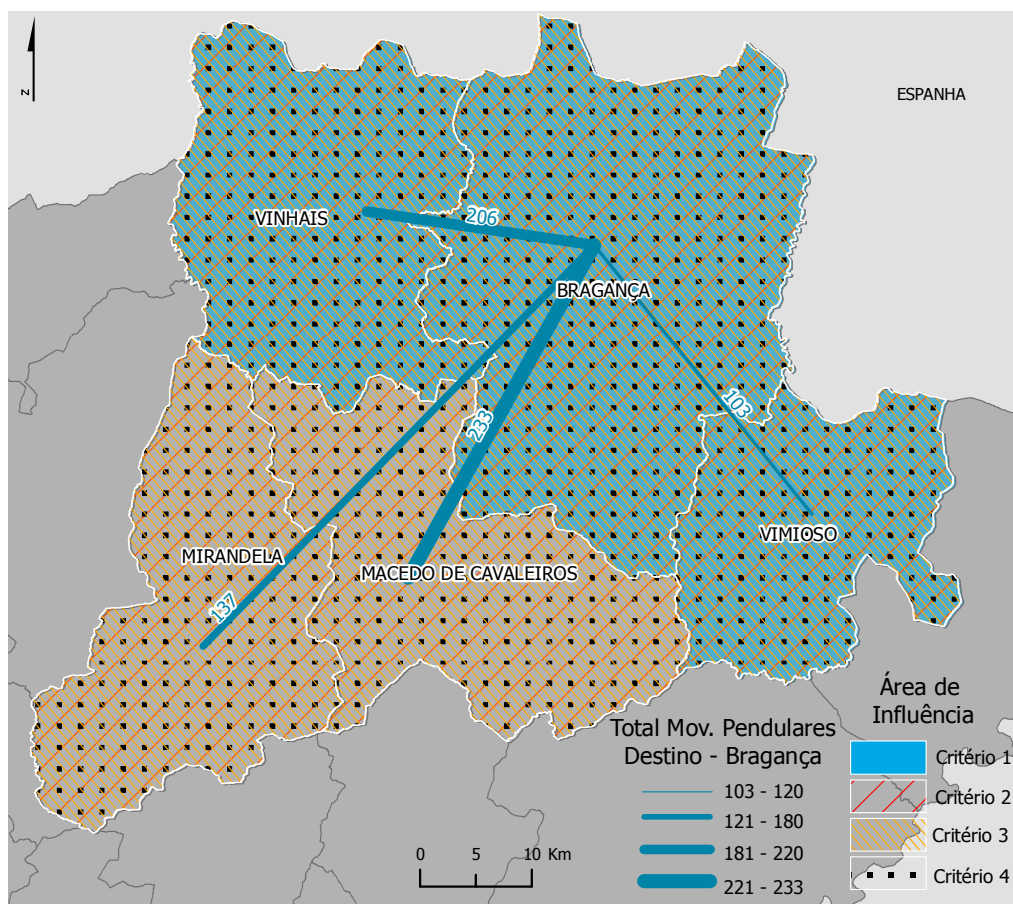 N
ESPANHA
VINHAIS
206
BRAGANÇA
103
233
VIMIOSO
MIRANDELA
MACEDO DE CAVALEIROS
137
Total Mov. Pendulares
Destino - Bragança
103 - 120
121 - 180
181 - 220
221 - 233
Área de
Influência
Critério 1
Critério 2
Critério 3
Critério 4
0 5 10 Km